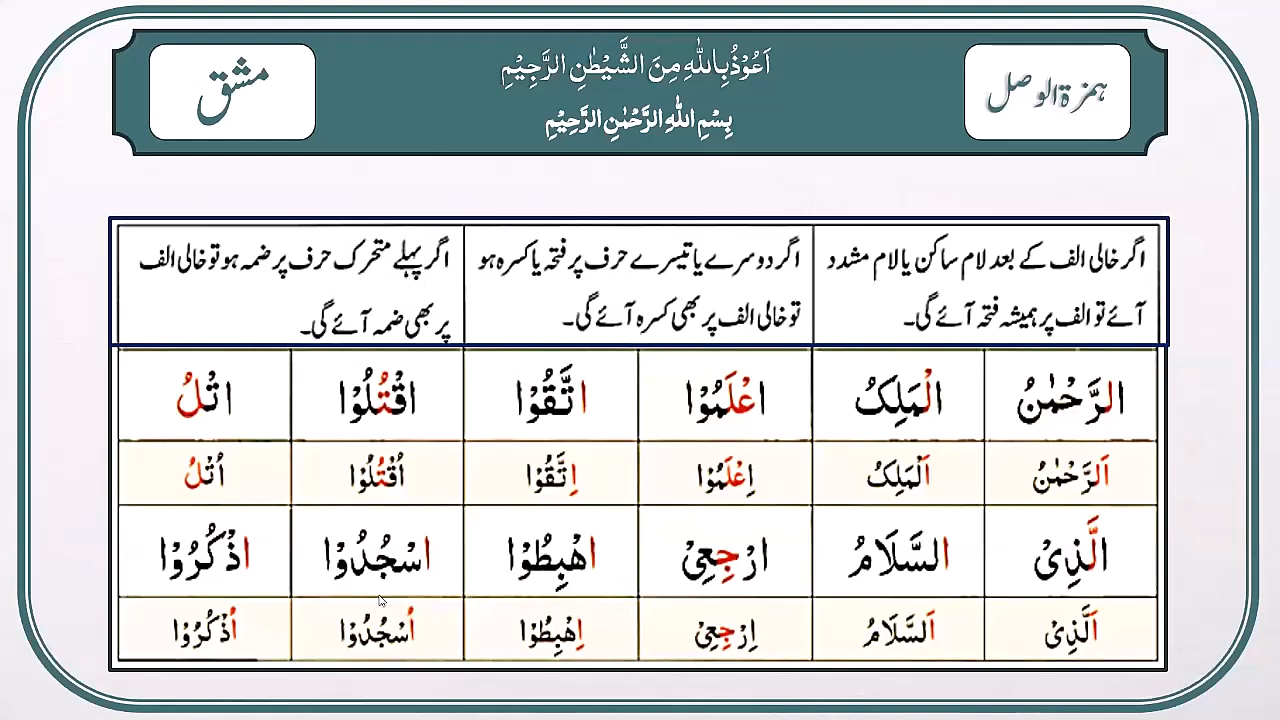 ہمزۃ الوصل
اَعُوْذُ بِاللّٰهِ مِنَ الشَّيْطٰنِ الرَّجِيْمِ
بِسْمِ اللّٰهِ الرَّحْمٰنِ الرَّحِيْمِ
مشق
اگر خالی الف کے بعد لام ساکن یا لام مشدد
آئے تو الف پر ہمیشہ فتحہ آئے گی۔
اگر دوسرے یا تیسرے حرف پر فتحہ یا کسرہ ہو
تو خالی الف پر بھی کسرہ آئے گی۔
اگر پہلے متحرک حرف پر ضمہ ہو تو خالی الف
پر بھی ضمہ آئے گی۔
الرَّحْمٰنُ الْمَلِکُ اعْلَمُوْا اتَّقُوْا اقْتُلُوْا اتْلُ
اَلرَّحْمٰنُ اَلْمَلِکُ اِعْلَمُوْا اِتَّقُوْا اُقْتُلُوْا اُتْلُ
الَّذِیْ السَّلَامُ ارْجِعِیْ اهْبِطُوْا اسْجُدُوْا اذْکُرُوْا
اَلَّذِیْ اَلسَّلَامُ اِرْجِعِیْ اِهْبِطُوْا اُسْجُدُوْا اُذْکُرُوْا